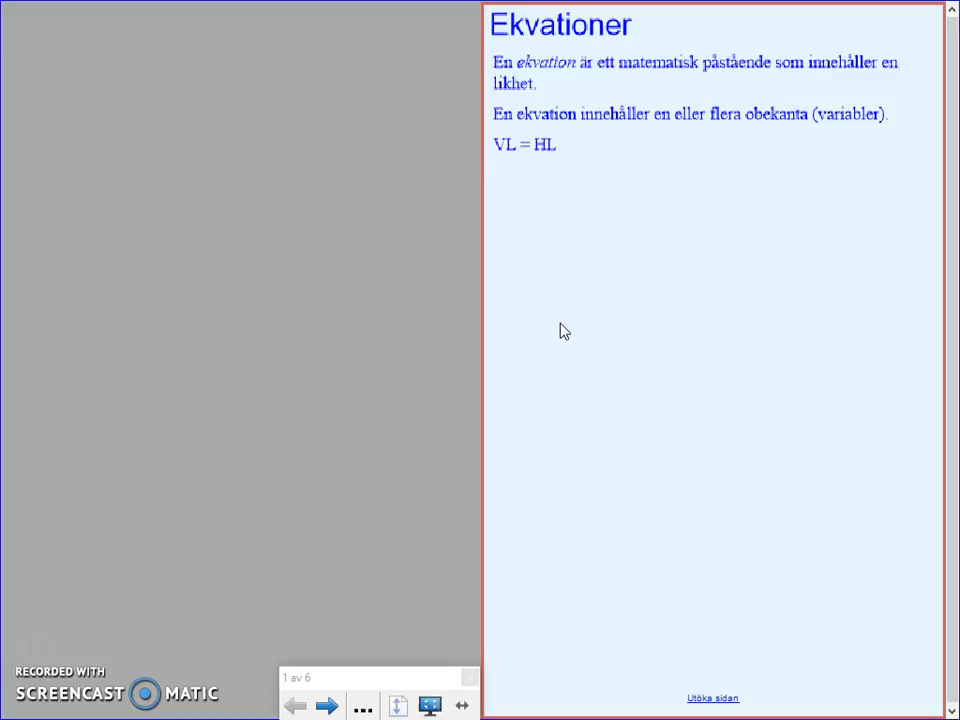 Ekvationer
En ekvation är ett matematisk påstående som innehåller en
likhet.
En ekvation innehåller en eller flera obekanta (variabler).
VL = HL
RECORDED WITH
SCREENCAST MATIC
1 av 6
...
Utöka sidan